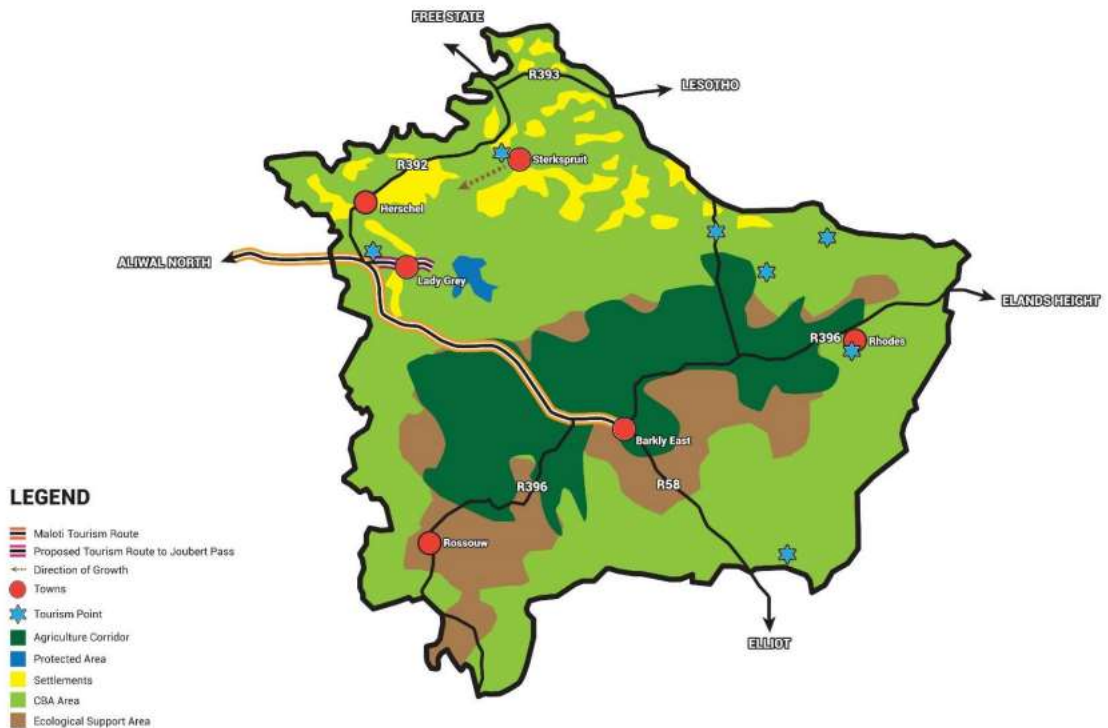 FREE STATE
R393
LESOTHO
R392
Sterkspruit
Herschel
ALIWAL NORTH
Lady Grey
ELANDS HEIGHT
R396
Rhodes
Barkly East
R396
R58
Rossouw
ELLIOT
LEGEND
Maloti Tourism Route
Proposed Tourism Route to Joubert Pass
Direction of Growth
Towns
Tourism Point
Agriculture Corridor
Protected Area
Settlements
CBA Area
Ecological Support Area